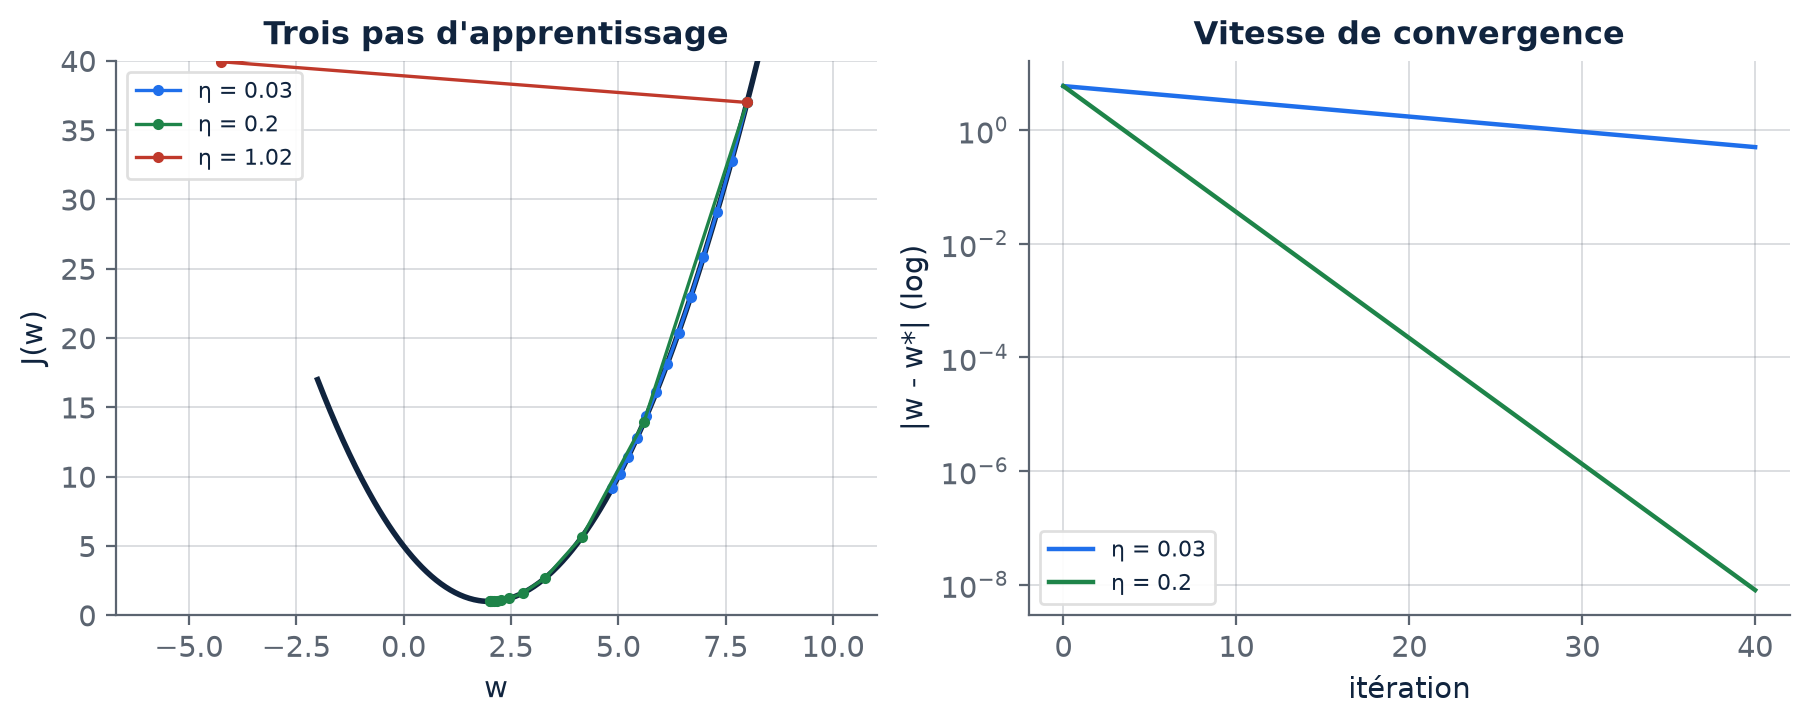 Trois pas d'apprentissage
40
35
30
25
20
15
10
5
0
J(w)
η = 0.03
η = 0.2
η = 1.02
−5.0 −2.5 0.0 2.5 5.0 7.5 10.0
w
Vitesse de convergence
10⁰
10⁻²
10⁻⁴
10⁻⁶
10⁻⁸
|w - w*| (log)
η = 0.03
η = 0.2
0 10 20 30 40
itération